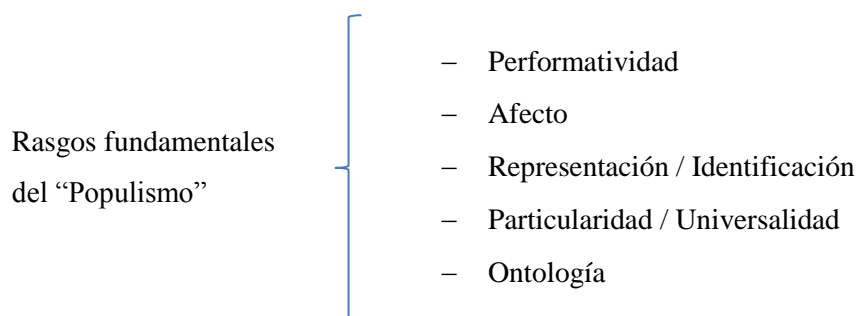 Rasgos fundamentales
del “Populismo”
– Performatividad
– Afecto
– Representación / Identificación
– Particularidad / Universalidad
– Ontología